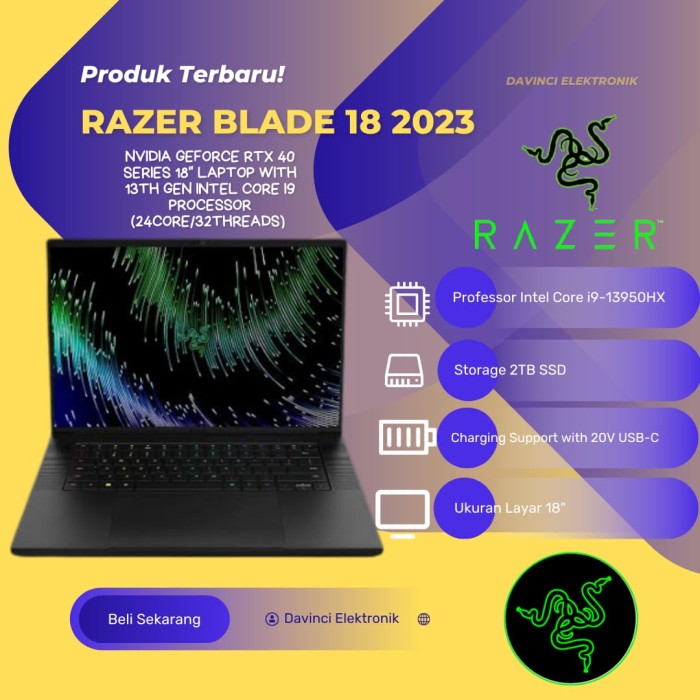 Produk Terbaru!
DAVINCI ELEKTRONIK
RAZER BLADE 18 2023
NVIDIA GEFORCE RTX 40
SERIES 18" LAPTOP WITH
13TH GEN INTEL CORE I9
PROCESSOR
(24CORE/32THREADS)
RAZER™
Professor Intel Core i9-13950HX
Storage 2TB SSD
Charging Support with 20V USB-C
Ukuran Layar 18"
Beli Sekarang
Davinci Elektronik